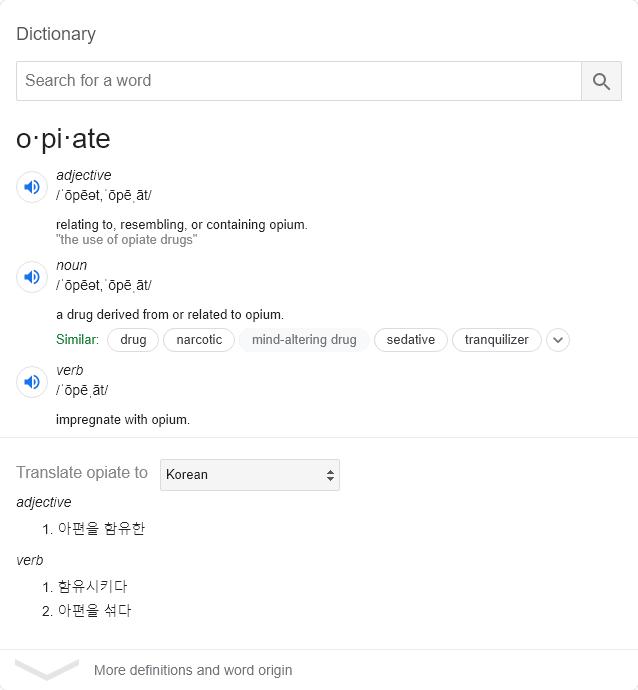 Dictionary
Search for a word
o·pi·ate
adjective
/ˈōpēət,ˈōpēˌāt/
relating to, resembling, or containing opium.
"the use of opiate drugs"
noun
/ˈōpēət,ˈōpēˌāt/
a drug derived from or related to opium.
Similar: drug narcotic mind-altering drug sedative tranquilizer
verb
/ˈōpēˌāt/
impregnate with opium.
Translate opiate to Korean
adjective
1. 아편을 함유한
verb
1. 함유시키다
2. 아편을 섞다
More definitions and word origin